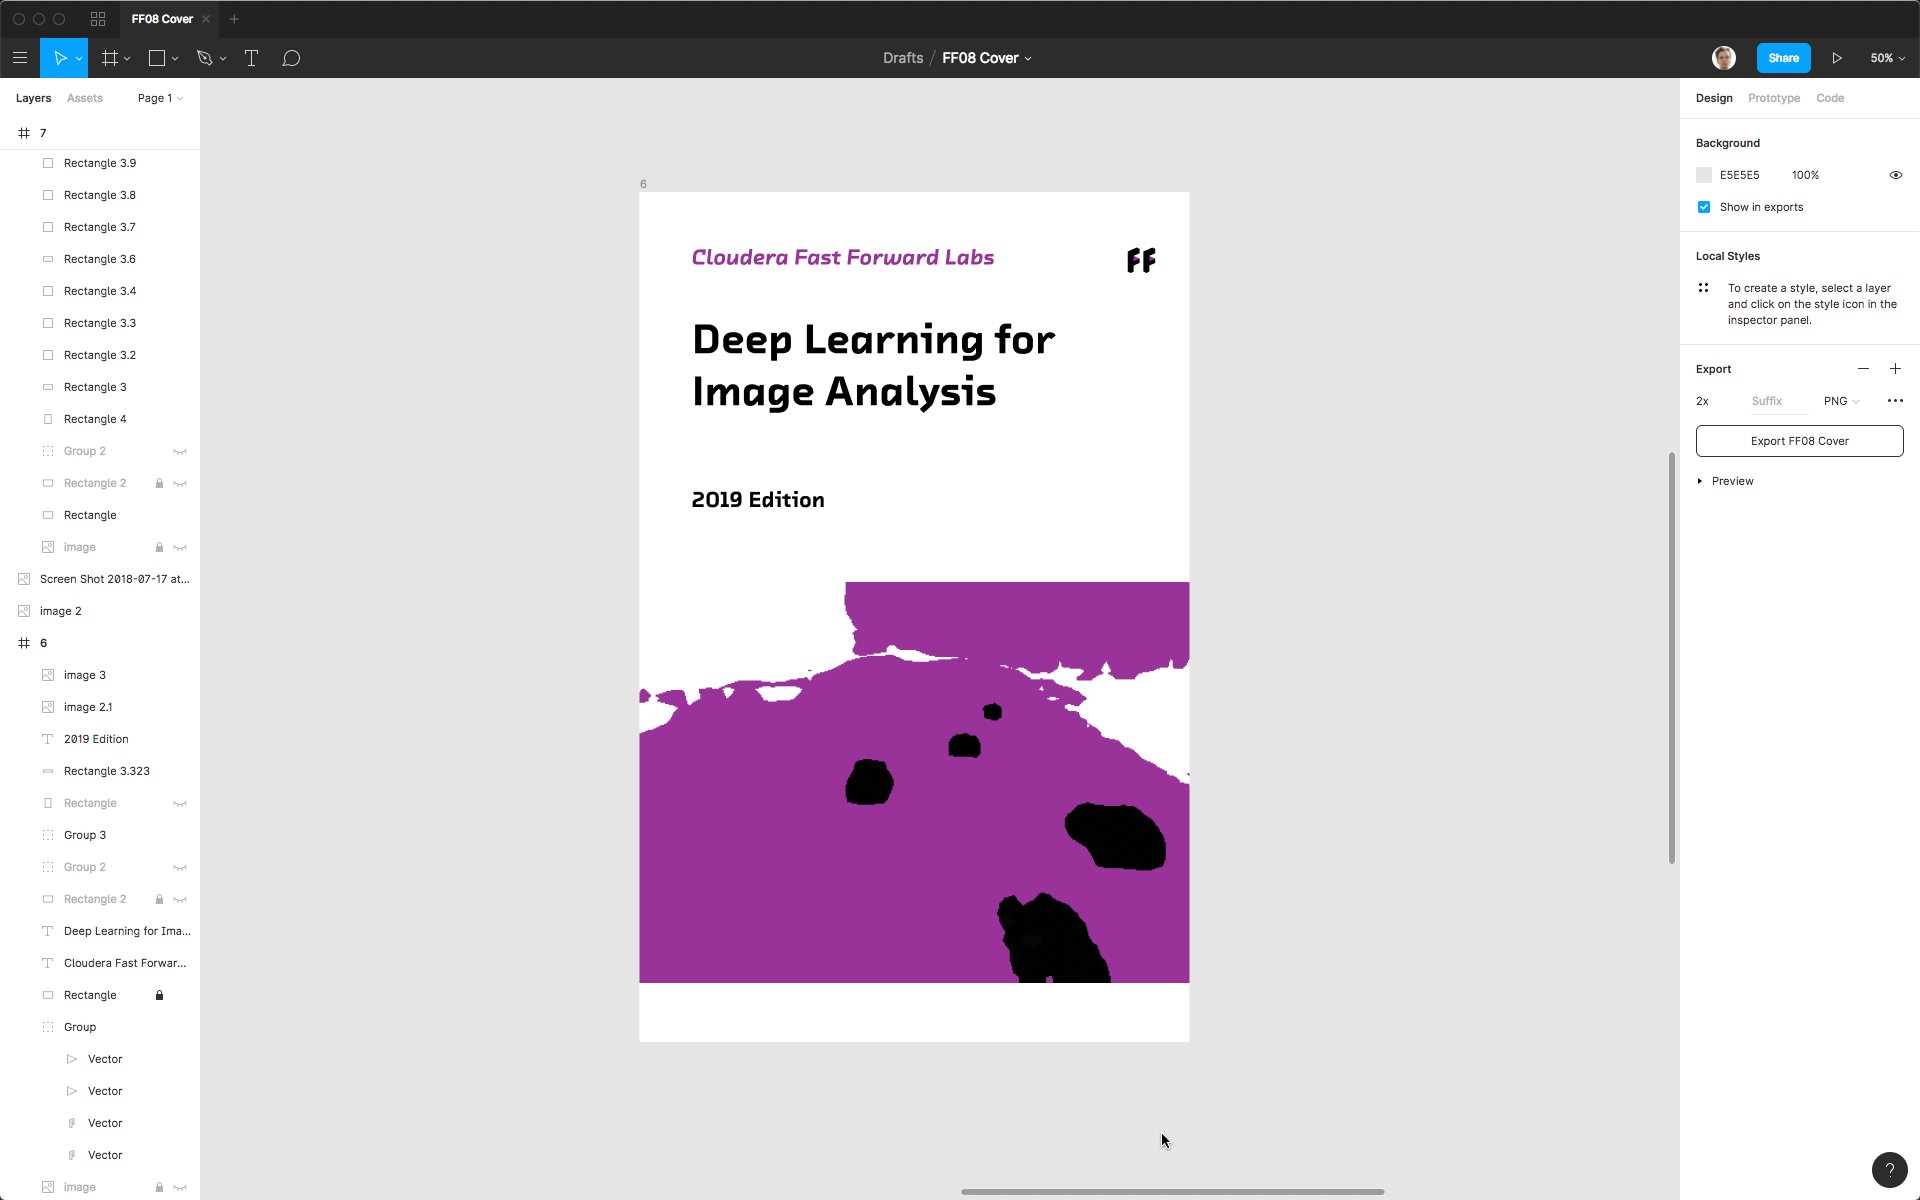 FF08 Cover
Drafts / FF08 Cover
Share
50%
Layers
Assets
Page 1
7
Rectangle 3.9
Rectangle 3.8
Rectangle 3.7
Rectangle 3.6
Rectangle 3.4
Rectangle 3.3
Rectangle 3.2
Rectangle 3
Rectangle 4
Group 2
Rectangle 2
Rectangle
image
Screen Shot 2018-07-17 at...
image 2
6
image 3
image 2.1
2019 Edition
Rectangle 3.323
Rectangle
Group 3
Group 2
Rectangle 2
Deep Learning for Ima...
Cloudera Fast Forwar...
Rectangle
Group
Vector
Vector
Vector
Vector
image
6
Cloudera Fast Forward Labs
FF
Deep Learning for
Image Analysis
2019 Edition
Design
Prototype
Code
Background
E5E5E5 100%
Show in exports
Local Styles
To create a style, select a layer
and click on the style icon in the
inspector panel.
Export
2x Suffix PNG
Export FF08 Cover
Preview
?